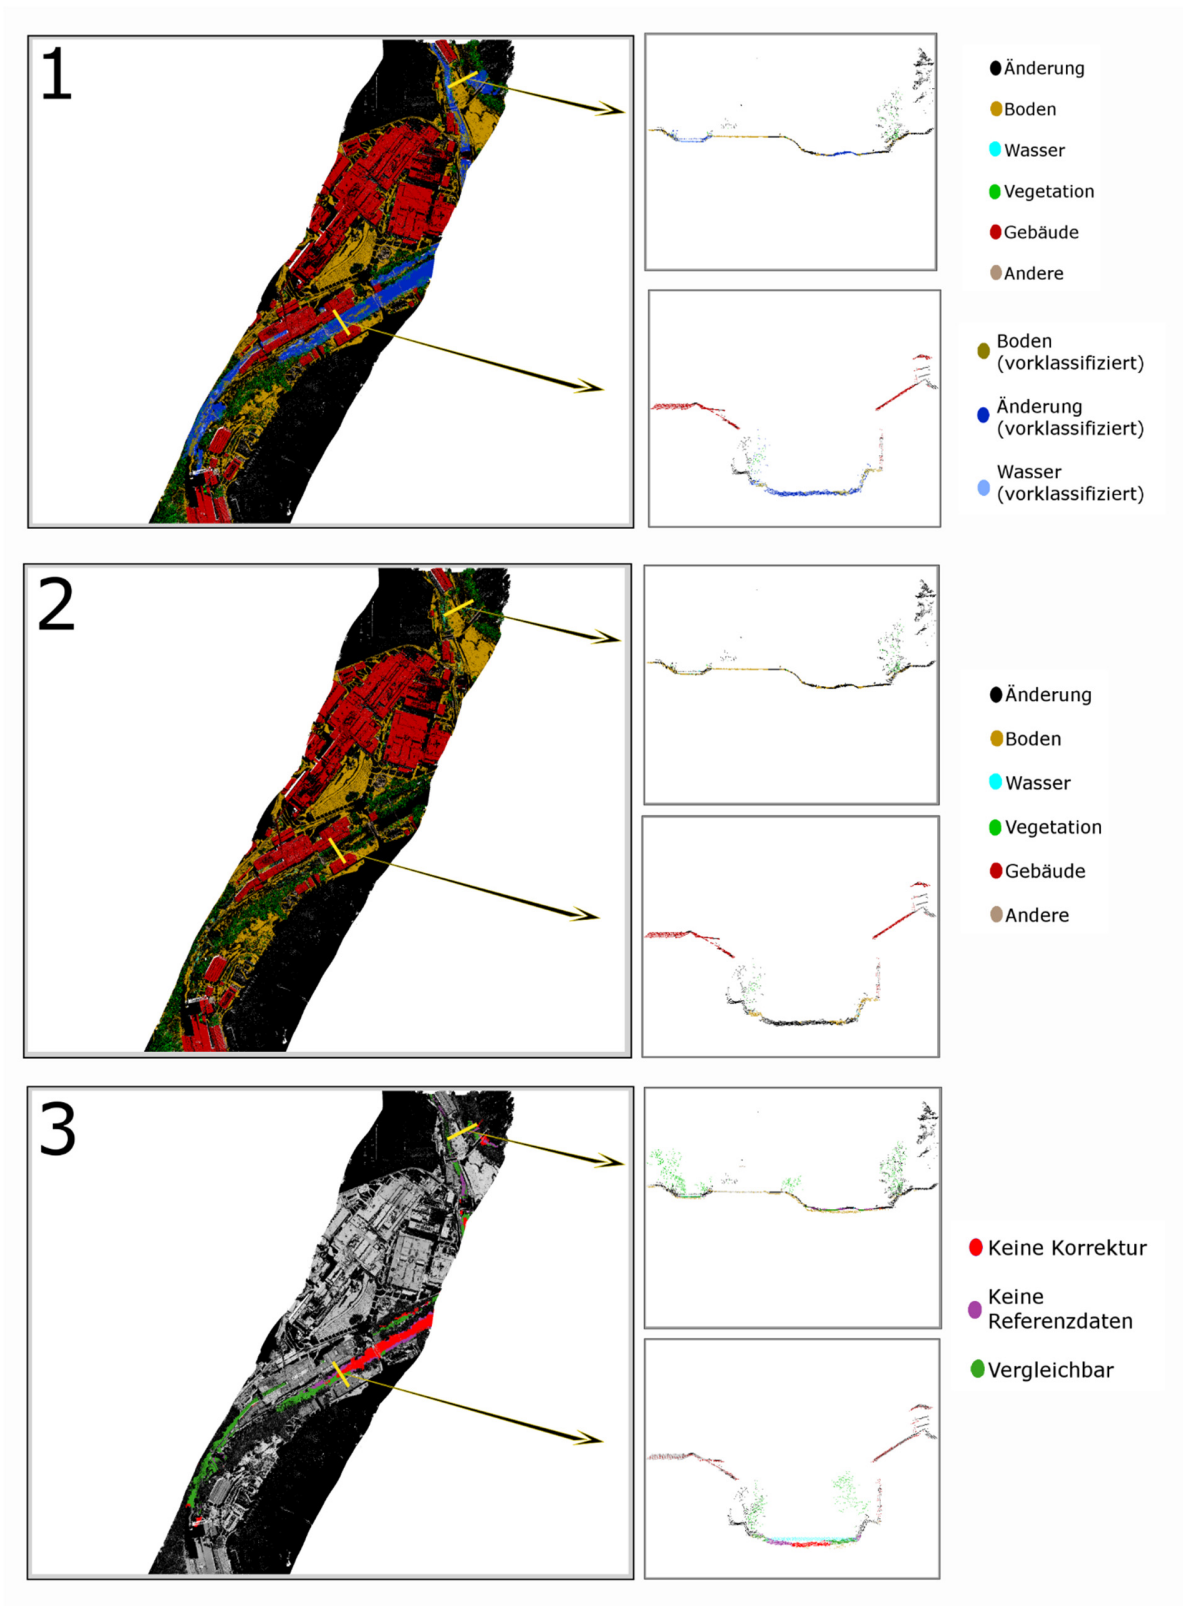 1
Änderung
Boden
Wasser
Vegetation
Gebäude
Andere
Boden
(vorklassifiziert)
Änderung
(vorklassifiziert)
Wasser
(vorklassifiziert)
2
Änderung
Boden
Wasser
Vegetation
Gebäude
Andere
3
Keine Korrektur
Keine
Referenzdaten
Vergleichbar